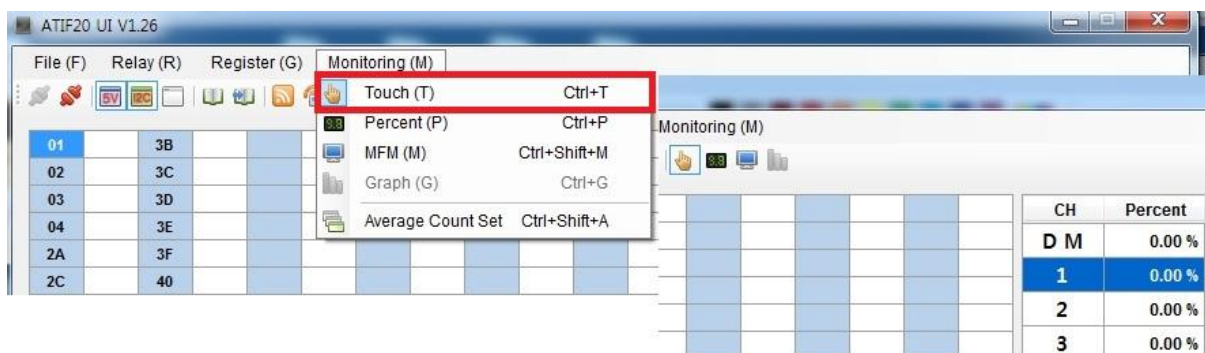 ATIF20 UI V1.26
File (F) Relay (R) Register (G) Monitoring (M)
5V I2C
Touch (T) Ctrl+T
Percent (P) Ctrl+P
MFM (M) Ctrl+Shift+M
Graph (G) Ctrl+G
Average Count Set Ctrl+Shift+A
01 3B
02 3C
03 3D
04 3E
2A 3F
2C 40
Monitoring (M)
9.8
CH Percent
D M 0.00 %
1 0.00 %
2 0.00 %
3 0.00 %